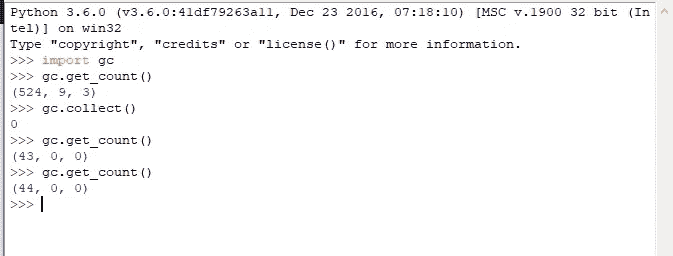 Python 3.6.0 (v3.6.0:41df79263a11, Dec 23 2016, 07:18:10) [MSC v.1900 32 bit (In
tel)] on win32
Type "copyright", "credits" or "license()" for more information.
>>> import gc
>>> gc.get_count()
(524, 9, 3)
>>> gc.collect()
0
>>> gc.get_count()
(43, 0, 0)
>>> gc.get_count()
(44, 0, 0)
>>>